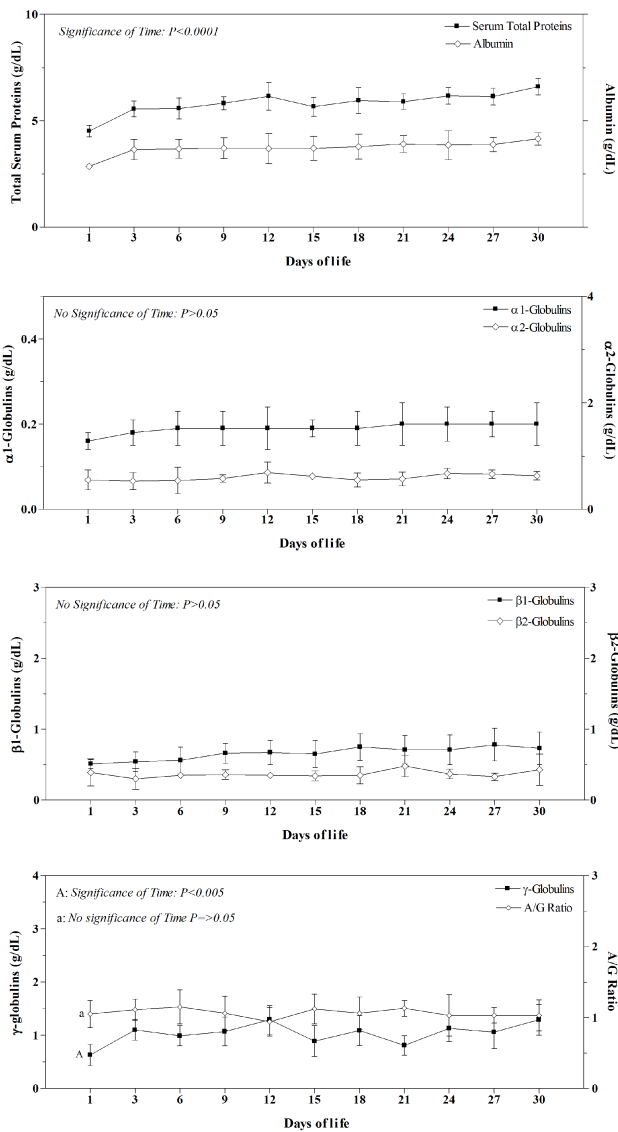 Significance of Time: P<0.0001
Serum Total Proteins
Albumin
Total Serum Proteins (g/dL)
Albumin (g/dL)
10
5
0
1 3 6 9 12 15 18 21 24 27 30
Days of life
No Significance of Time: P>0.05
α1-Globulins
α2-Globulins
α1-Globulins (g/dL)
α2-Globulins (g/dL)
0.4
0.2
0.0
4
2
0
1 3 6 9 12 15 18 21 24 27 30
Days of life
No Significance of Time: P>0.05
β1-Globulins
β2-Globulins
β1-Globulins (g/dL)
β2-Globulins (g/dL)
3
2
1
0
3
2
1
0
1 3 6 9 12 15 18 21 24 27 30
Days of life
A: Significance of Time: P<0.005
a: No significance of Time P=>0.05
γ-Globulins
A/G Ratio
γ-globulins (g/dL)
A/G Ratio
4
3
2
1
0
3
2
1
0
a
A
1 3 6 9 12 15 18 21 24 27 30
Days of life